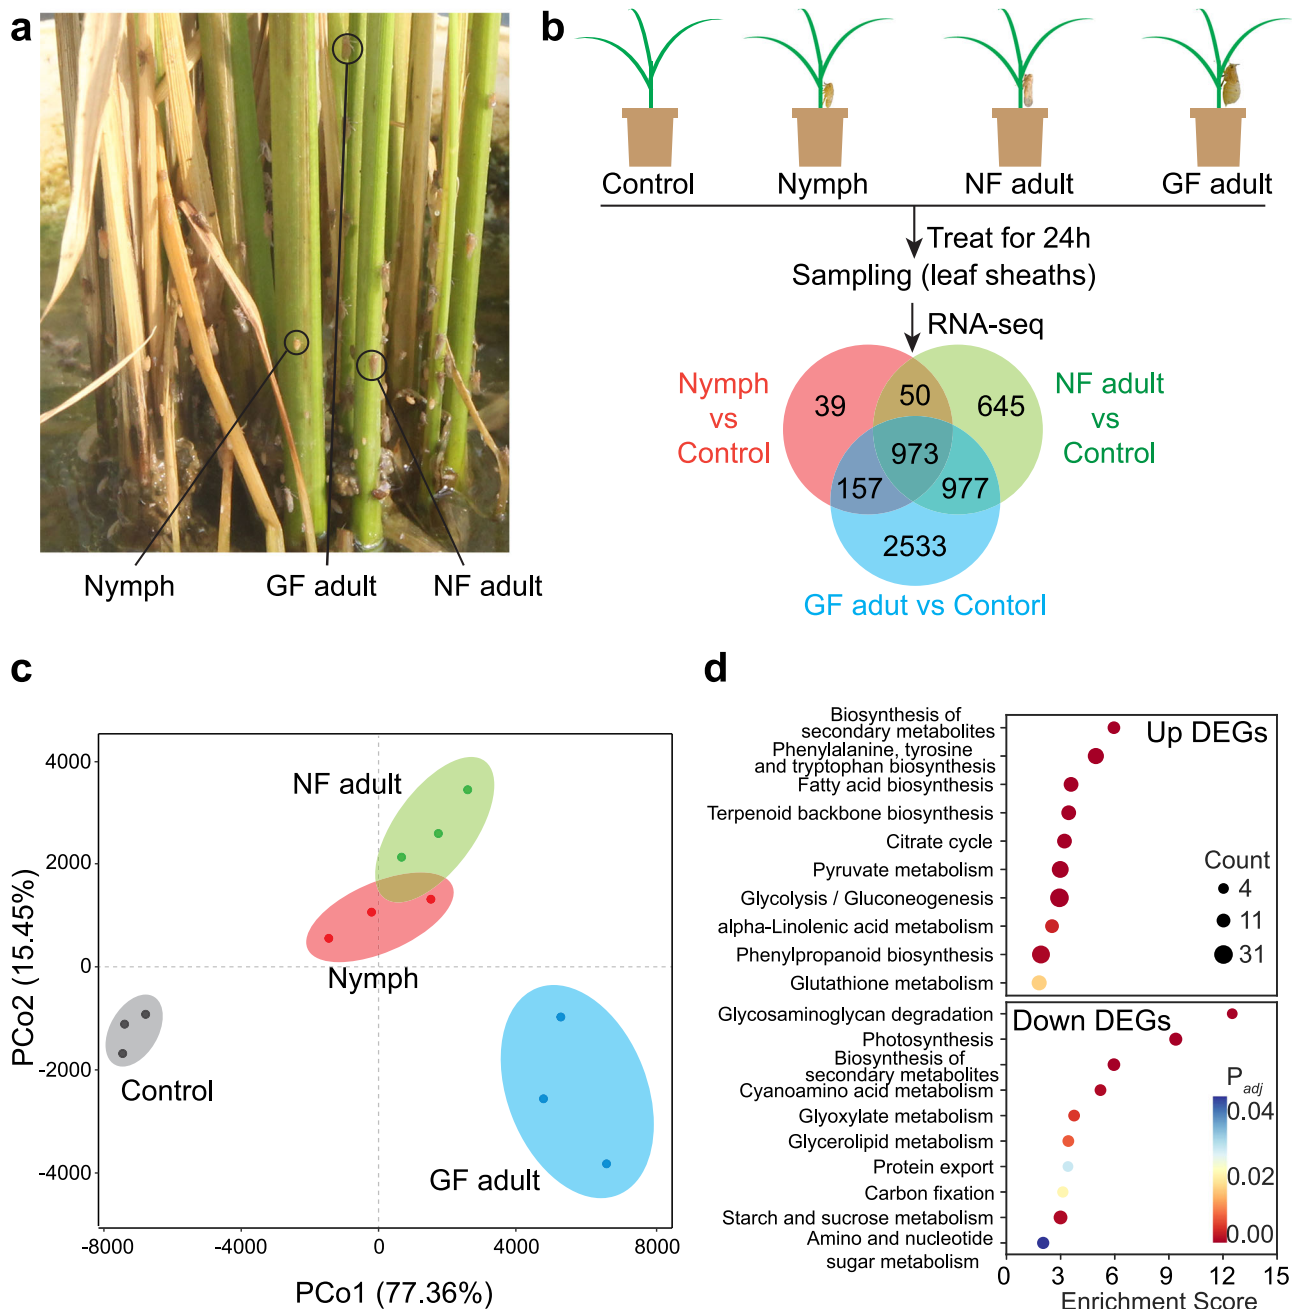 a
Nymph
GF adult
NF adult
b
Control
Nymph
NF adult
GF adult
Treat for 24h
Sampling (leaf sheaths)
RNA-seq
Nymph
vs
Control
39
50
645
973
157
977
2533
NF adult
vs
Control
GF adut vs Contorl
c
PCo2 (15.45%)
4000
2000
0
-2000
-4000
NF adult
Nymph
Control
GF adult
-8000
-4000
0
4000
8000
PCo1 (77.36%)
d
Biosynthesis of
secondary metabolites
Phenylalanine, tyrosine
and tryptophan biosynthesis
Fatty acid biosynthesis
Terpenoid backbone biosynthesis
Citrate cycle
Pyruvate metabolism
Glycolysis / Gluconeogenesis
alpha-Linolenic acid metabolism
Phenylpropanoid biosynthesis
Glutathione metabolism
Up DEGs
Count
4
11
31
Glycosaminoglycan degradation
Photosynthesis
Biosynthesis of
secondary metabolites
Cyanoamino acid metabolism
Glyoxylate metabolism
Glycerolipid metabolism
Protein export
Carbon fixation
Starch and sucrose metabolism
Amino and nucleotide
sugar metabolism
Down DEGs
Padj
0.04
0.02
0.00
0
3
6
9
12
15
Enrichment Score